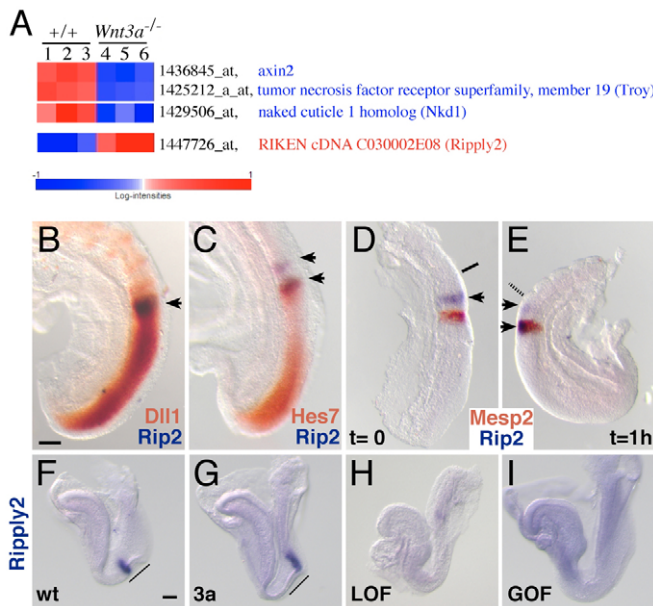 A
+/+ Wnt3a-/-
1 2 3 4 5 6
1436845_at, axin2
1425212_a_at, tumor necrosis factor receptor superfamily, member 19 (Troy)
1429506_at, naked cuticle 1 homolog (Nkd1)
1447726_at, RIKEN cDNA C030002E08 (Ripply2)
-1 1
Log-intensities
B C D E
Dll1 Hes7 Mesp2
Rip2 Rip2 t= 0 Rip2 t=1h
F G H I
Ripply2
wt 3a LOF GOF